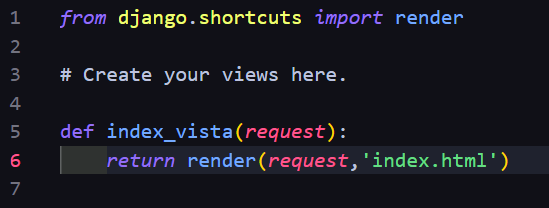 1 from django.shortcuts import render
2
3 # Create your views here.
4
5 def index_vista(request):
6     return render(request,'index.html')
7